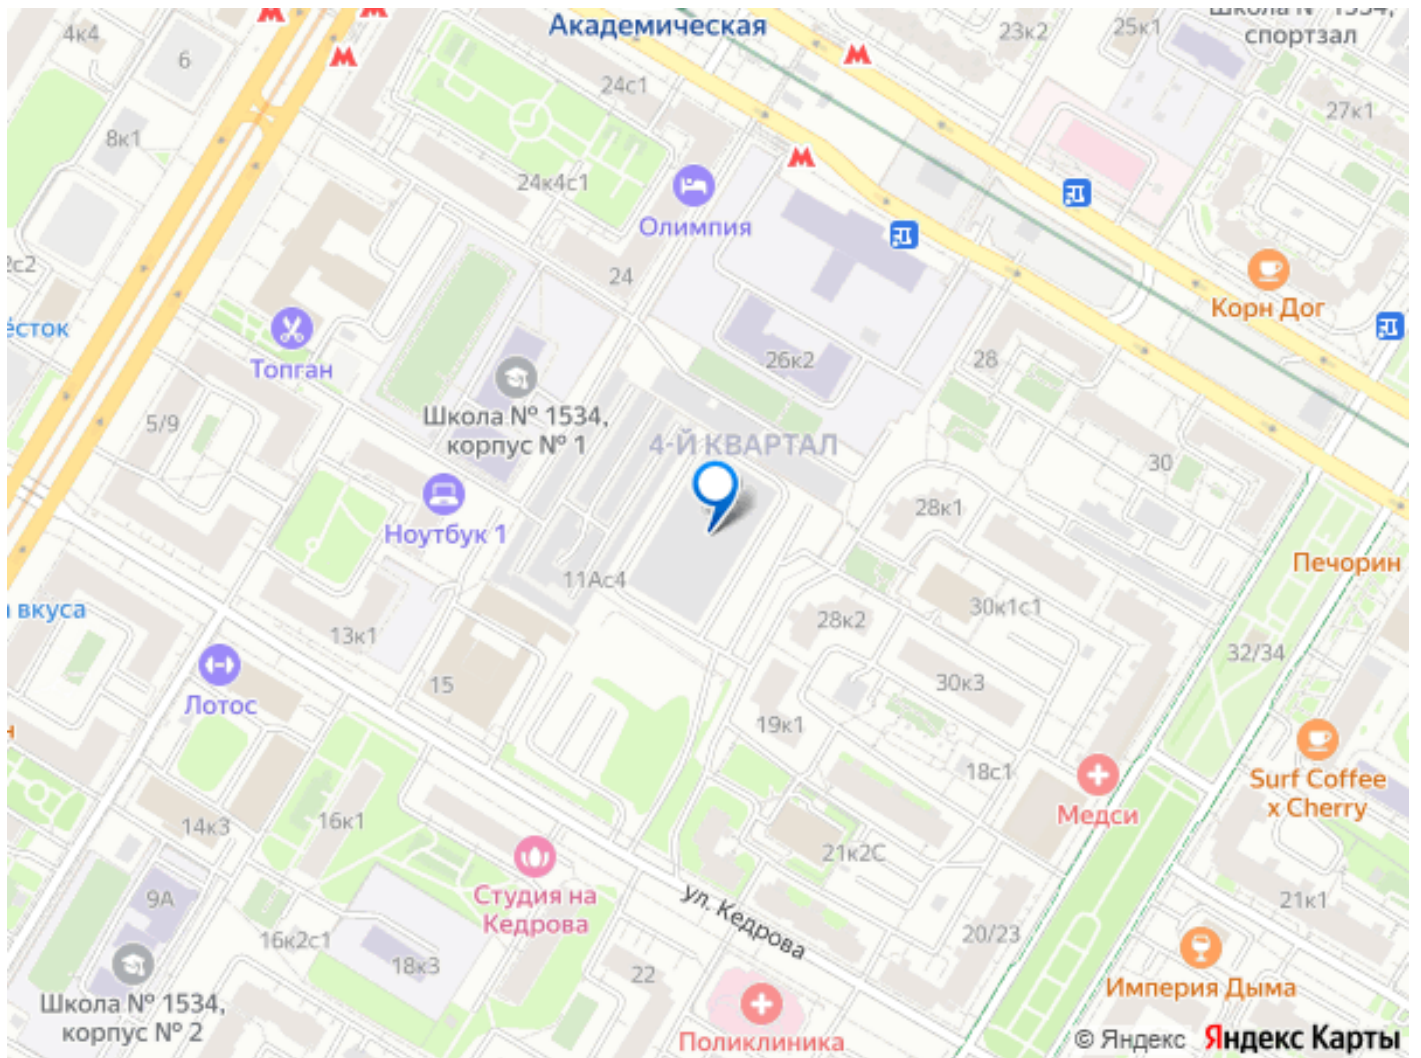 Академическая
спортзал
4к4
6
23к2
25к1
24с1
27к1
8к1
24к4с1
Олимпия
24
2с2
Корн Дог
ёсток
Топган
26к2
28
Школа № 1534,
корпус № 1
5/9
4-Й КВАРТАЛ
30
Ноутбук 1
28к1
Печорин
11Ас4
30к1с1
вкуса
13к1
28к2
32/34
15
30к3
Лотос
19к1
18с1
Surf Coffee
x Cherry
Медси
14к3
16к1
21к2С
Студия на
Кедрова
ул. Кедрова
9А
21к1
16к2с1
20/23
18к3
22
Империя Дыма
Школа № 1534,
корпус № 2
Поликлиника
© Яндекс Яндекс Карты